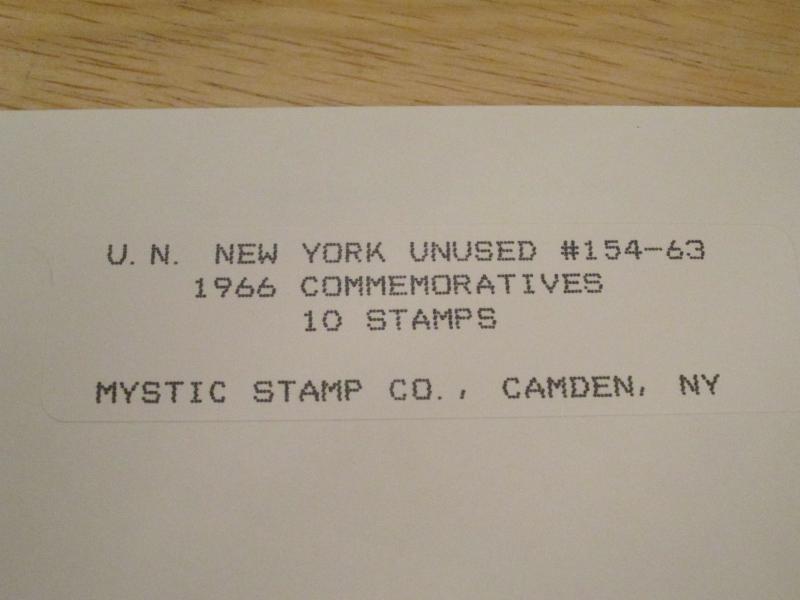 U.N. NEW YORK UNUSED #154-63
1966 COMMEMORATIVES
10 STAMPS
MYSTIC STAMP CO., CAMDEN, NY